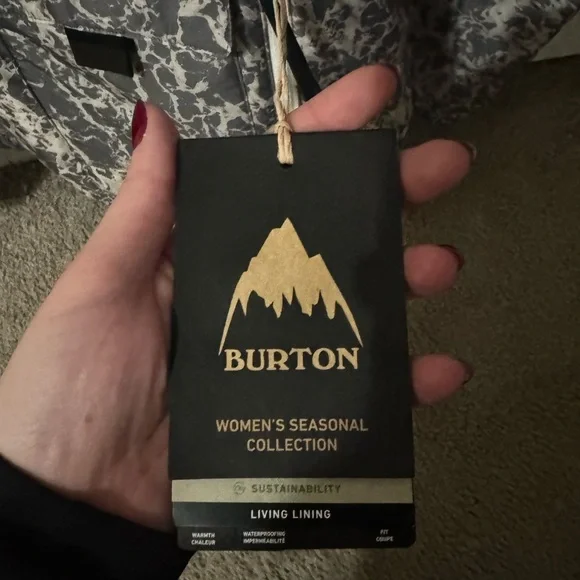 BURTON
WOMEN'S SEASONAL
COLLECTION
SUSTAINABILITY
LIVING LINING
WARMTH WATERPROOFING FIT
CHALEUR IMPERMÉABILITÉ COUPE